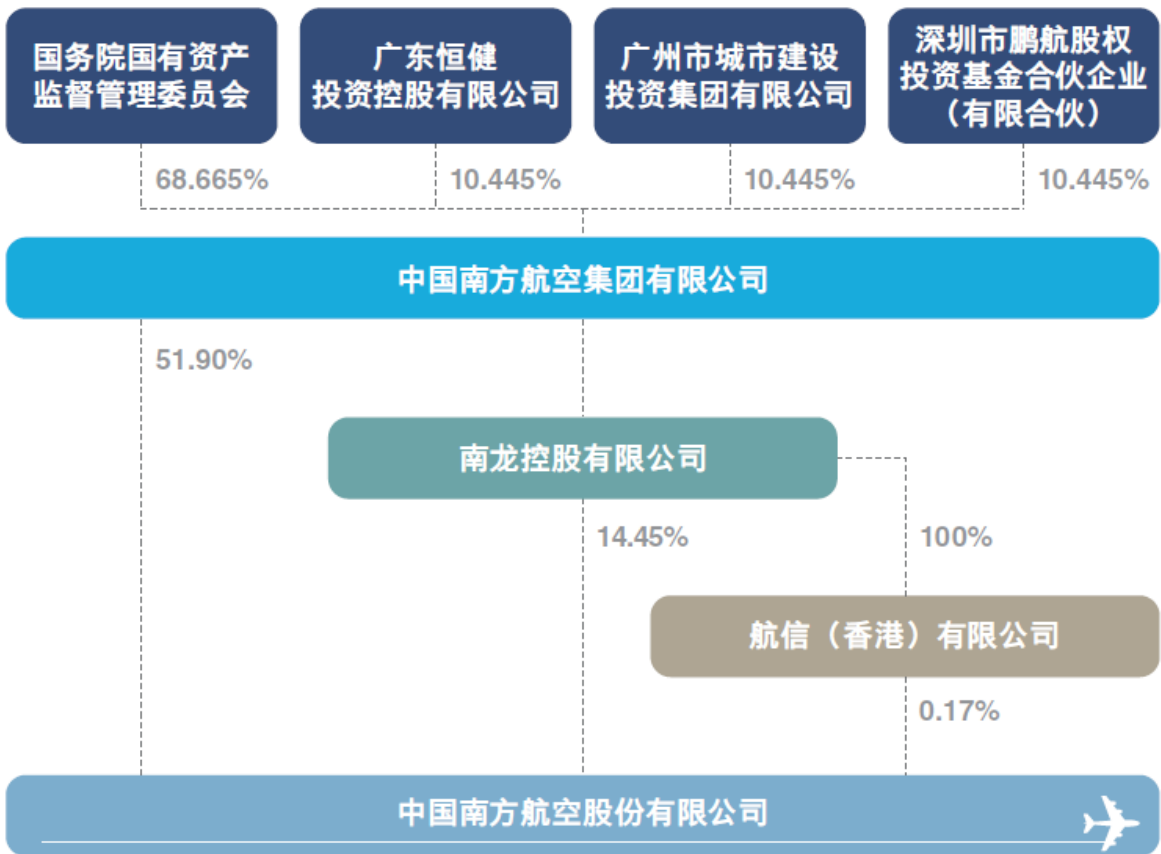 国务院国有资产
监督管理委员会
广东恒健
投资控股有限公司
广州市城市建设
投资集团有限公司
深圳市鹏航股权
投资基金合伙企业
（有限合伙）
68.665%
10.445%
10.445%
10.445%
中国南方航空集团有限公司
51.90%
南龙控股有限公司
14.45%
100%
航信（香港）有限公司
0.17%
中国南方航空股份有限公司